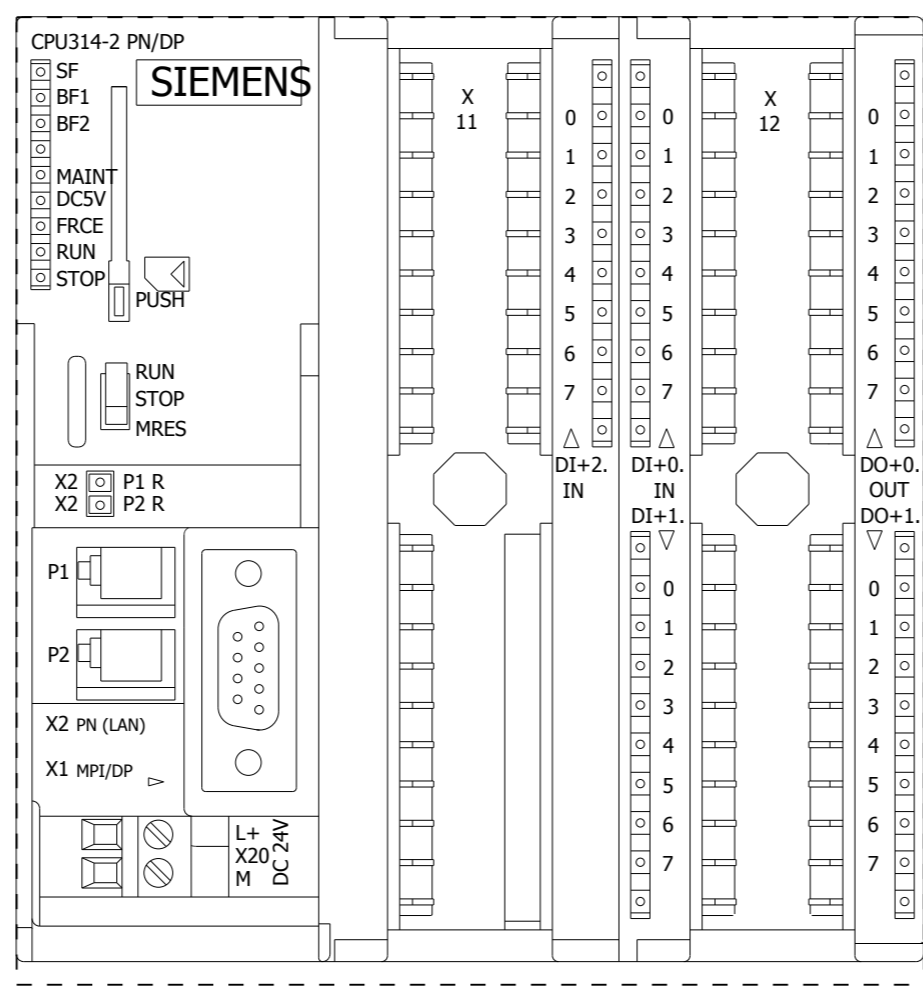 CPU314-2 PN/DP
SIEMENS
SF
BF1
BF2
MAINT
DC5V
FRCE
RUN
STOP
PUSH
RUN
STOP
MRES
X2 P1 R
X2 P2 R
P1
P2
X2 PN (LAN)
X1 MPI/DP
L+
X20
M
DC 24V
X
11
0
1
2
3
4
5
6
7
DI+2.
IN
0
1
2
3
4
5
6
7
DI+0.
IN
DI+1.
0
1
2
3
4
5
6
7
X
12
0
1
2
3
4
5
6
7
DO+0.
OUT
DO+1.
0
1
2
3
4
5
6
7